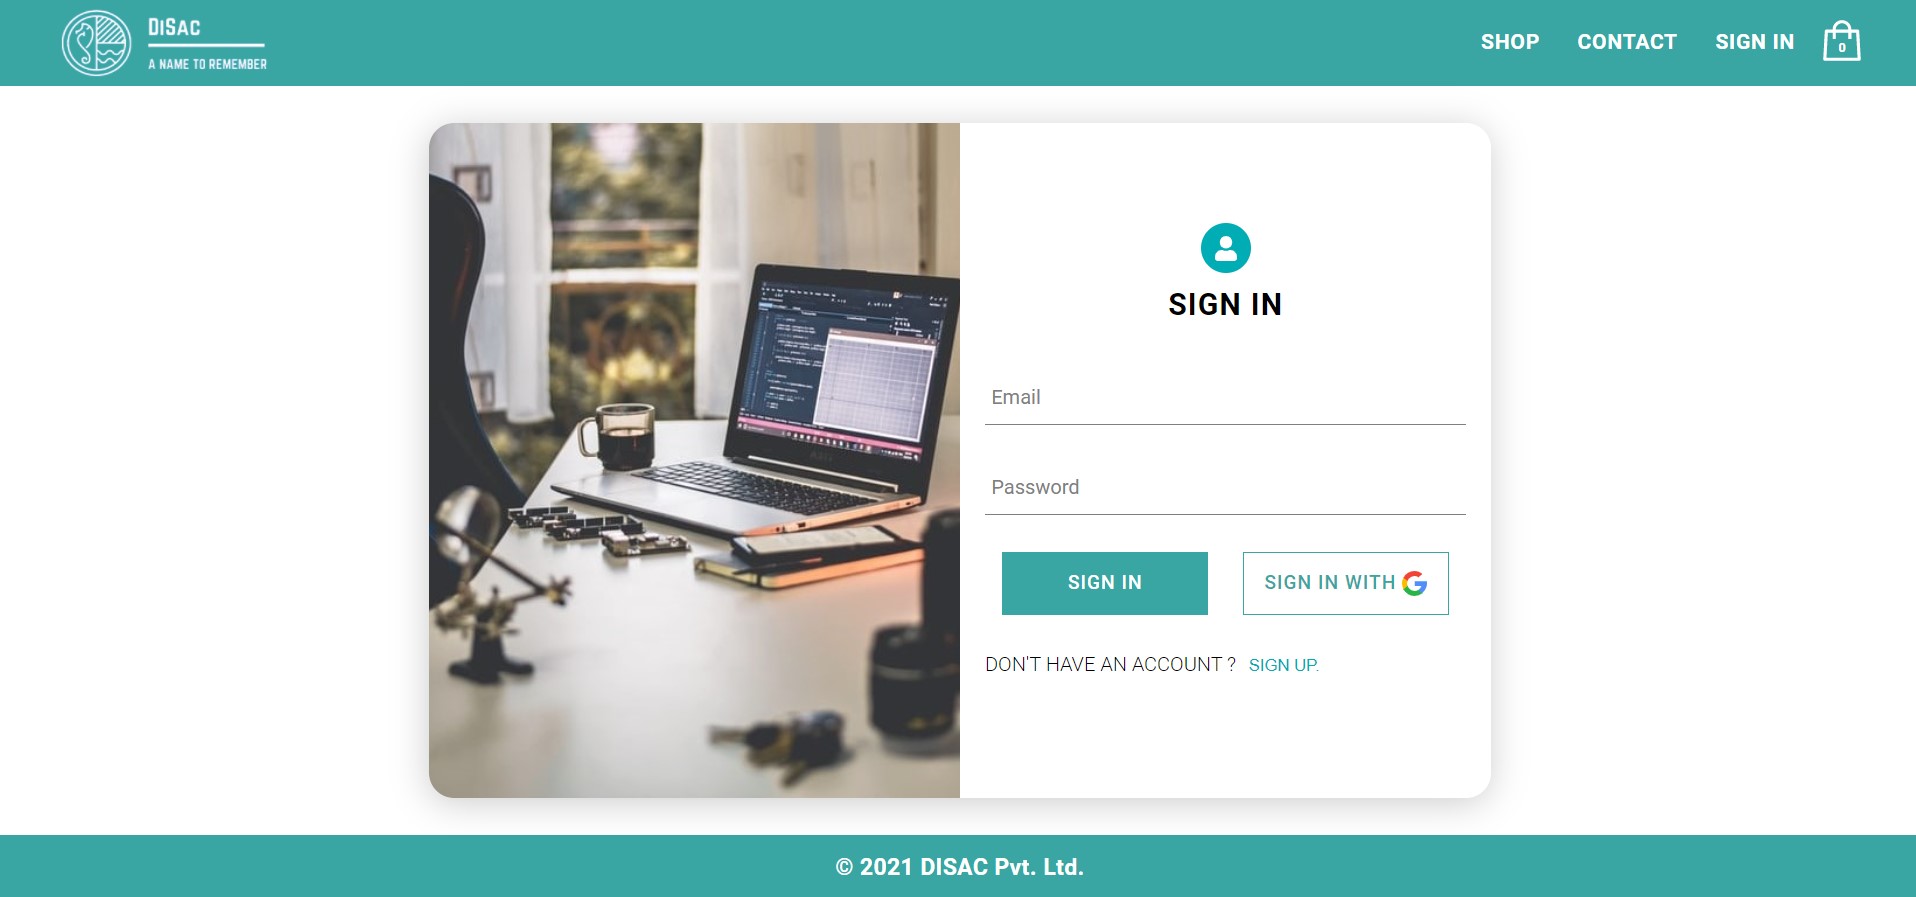 DiSac
A NAME TO REMEMBER
SHOP CONTACT SIGN IN 0
SIGN IN
Email
Password
SIGN IN SIGN IN WITH G
DON'T HAVE AN ACCOUNT ? SIGN UP.
© 2021 DISAC Pvt. Ltd.